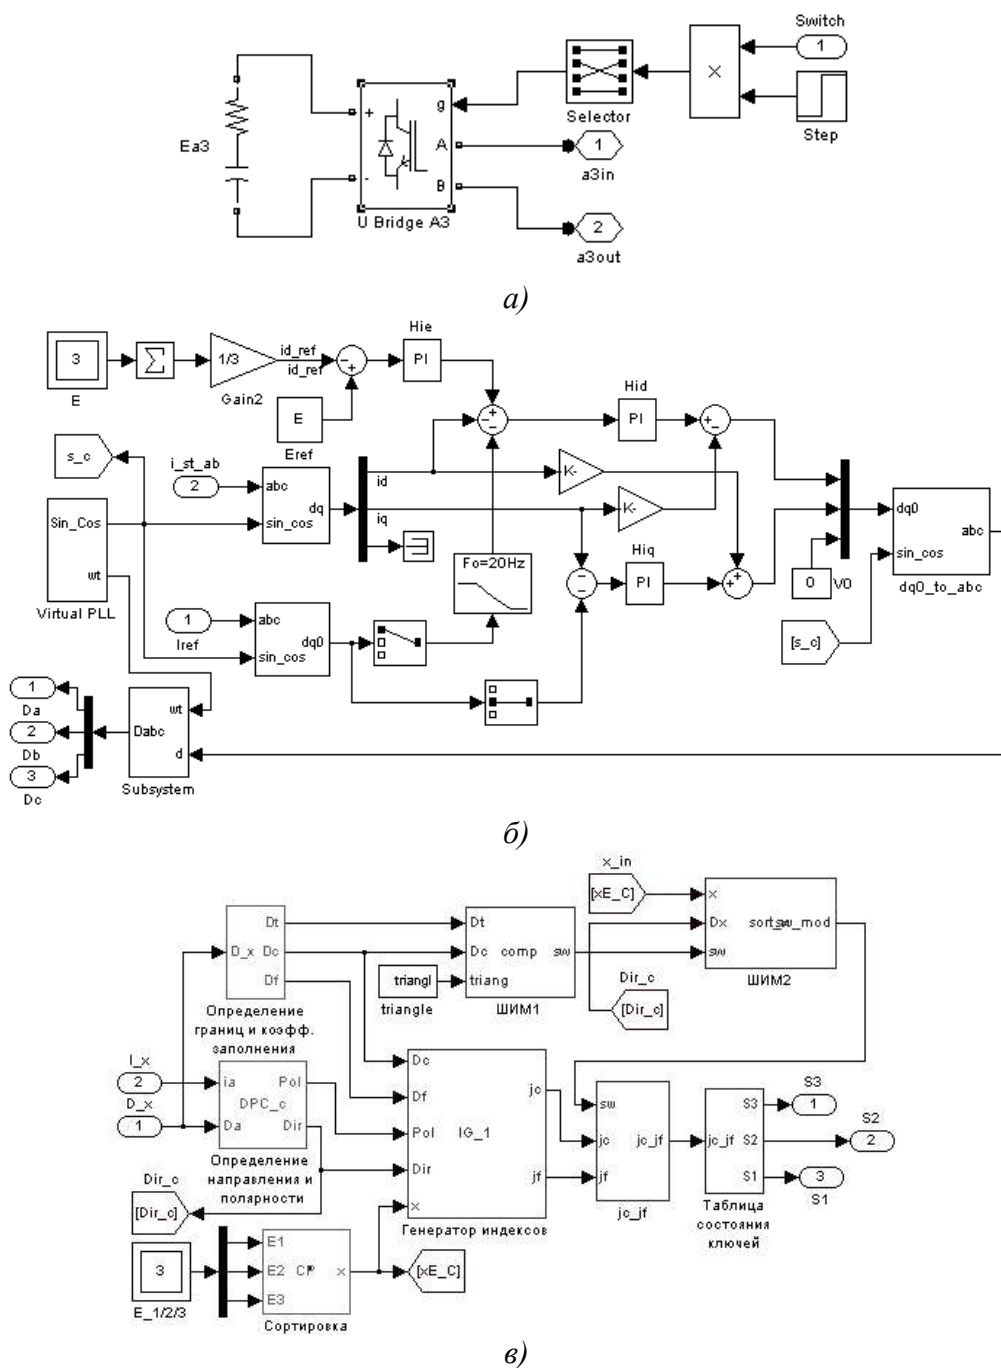 Switch
1
Step
×
Selector
Ea3
+
-
g
A
B
U Bridge A3
1
a3in
2
a3out
а)
3
E
Σ
1/3
Gain2
id_ref
id_ref
Hie
PI
E
Eref
s_c
i_st_ab
2
abc
sin_cos
dq
id
iq
Sin_Cos
wt
Virtual PLL
K-
K-
Hid
PI
Hiq
PI
Fo=20Hz
1
Iref
abc
sin_cos
dq0
0
V0
[s_c]
dq0
sin_cos
abc
dq0_to_abc
1
Da
2
Db
3
Dc
Dabc
wt
d
Subsystem
б)
x_in
[xE_C]
x
Dx
sw
ШИМ2
D_x
Dt
Dc
Df
Определение
границ и коэфф.
заполнения
Dt
Dc
triang
comp
sw
ШИМ1
triangl
triangle
Dir_c
[Dir_c]
I_x
2
D_x
1
ia
Da
Pol
DPC_c
Dir
Определение
направления и
полярности
Dir_c
[Dir_c]
Dc
Df
Pol
Dir
x
IG_1
jc
jf
Генератор индексов
sw
jc
jf
jc_jf
jc_jf
jc_jf
S3
S2
S1
Таблица
состояния
ключей
S3
1
S2
2
3
S1
3
E_1/2/3
E1
E2
E3
x
Сортировка
[xE_C]
в)